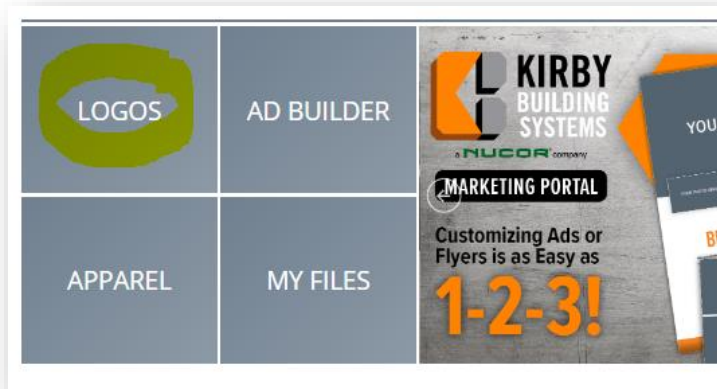 LOGOS
AD BUILDER
APPAREL
MY FILES
KIRBY
BUILDING
SYSTEMS
a NUCOR company
MARKETING PORTAL
Customizing Ads or
Flyers is as Easy as
1-2-3!
YOU